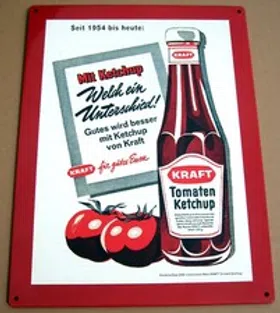 Seit 1954 bis heute:
Mit Ketchup
Welch ein
Unterschied!
Gutes wird besser
mit Ketchup
von Kraft
KRAFT für gutes Essen
KRAFT
Tomaten
Ketchup